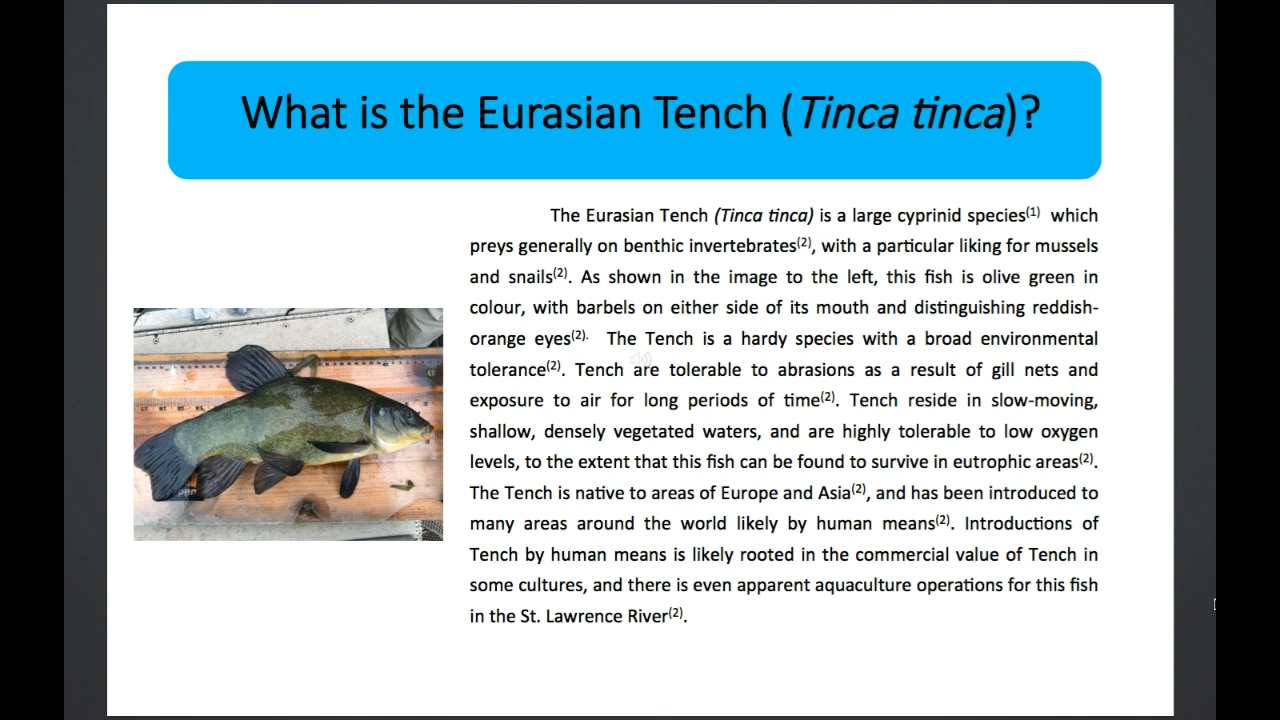 What is the Eurasian Tench (Tinca tinca)?
The Eurasian Tench (Tinca tinca) is a large cyprinid species(1) which
preys generally on benthic invertebrates(2), with a particular liking for mussels
and snails(2). As shown in the image to the left, this fish is olive green in
colour, with barbels on either side of its mouth and distinguishing reddish-
orange eyes(2). The Tench is a hardy species with a broad environmental
tolerance(2). Tench are tolerable to abrasions as a result of gill nets and
exposure to air for long periods of time(2). Tench reside in slow-moving,
shallow, densely vegetated waters, and are highly tolerable to low oxygen
levels, to the extent that this fish can be found to survive in eutrophic areas(2).
The Tench is native to areas of Europe and Asia(2), and has been introduced to
many areas around the world likely by human means(2). Introductions of
Tench by human means is likely rooted in the commercial value of Tench in
some cultures, and there is even apparent aquaculture operations for this fish
in the St. Lawrence River(2).